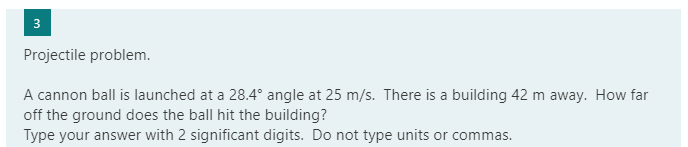 3
Projectile problem.
A cannon ball is launched at a 28.4° angle at 25 m/s.  There is a building 42 m away.  How far
off the ground does the ball hit the building?
Type your answer with 2 significant digits.  Do not type units or commas.